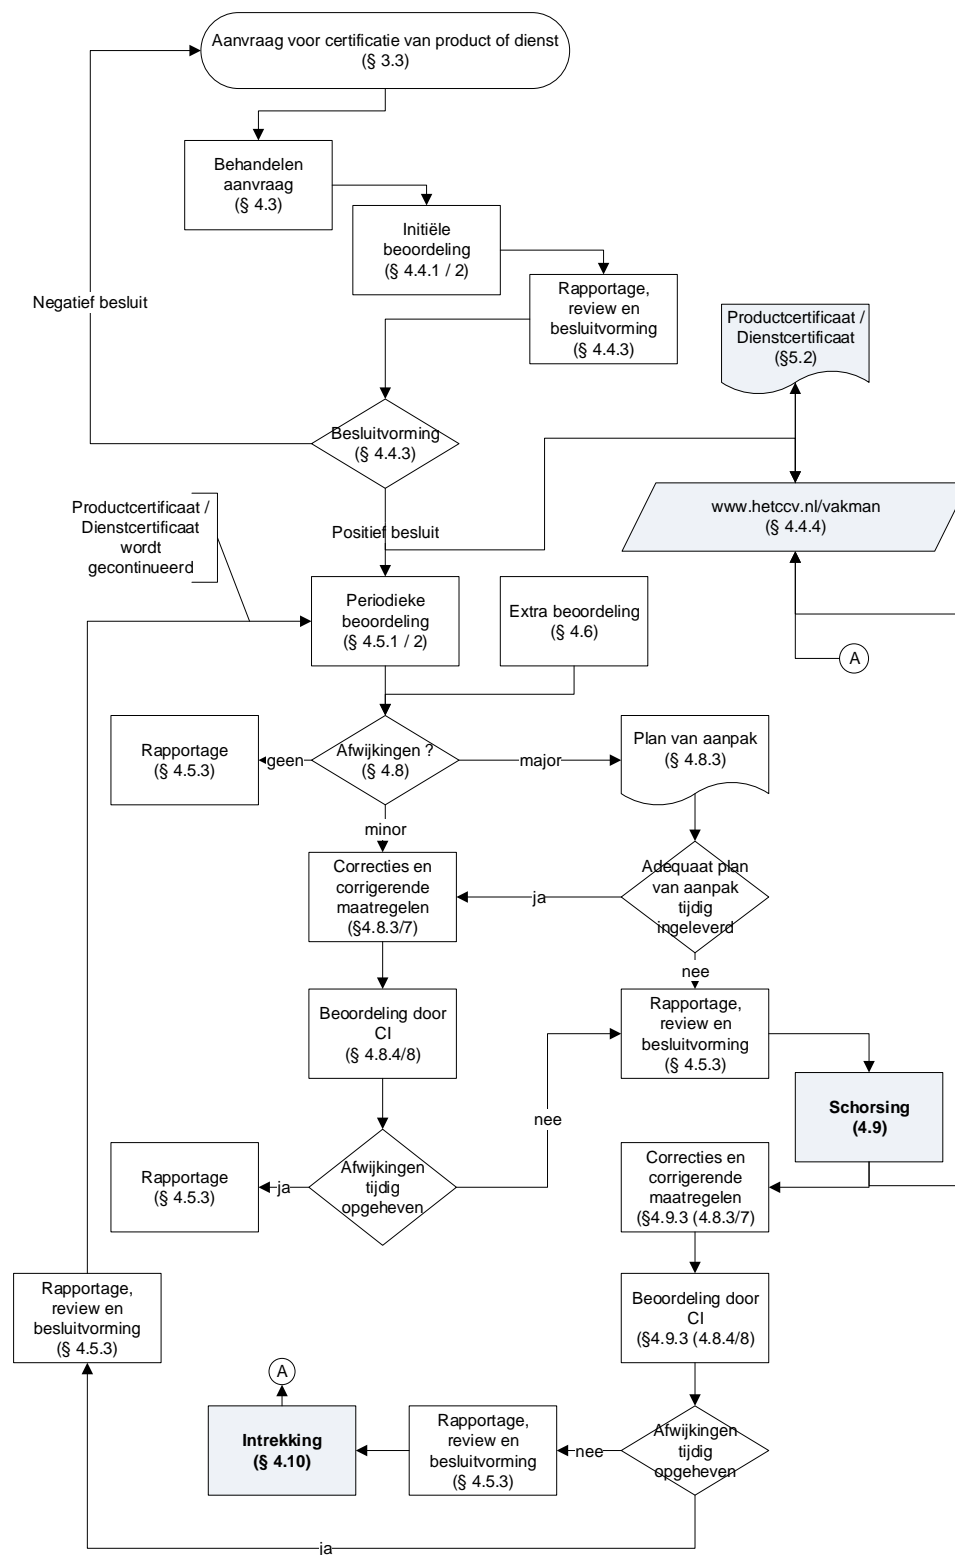 Aanvraag voor certificatie van product of dienst
(§ 3.3)
Behandelen
aanvraag
(§ 4.3)
Initiële
beoordeling
(§ 4.4.1 / 2)
Rapportage,
review en
besluitvorming
(§ 4.4.3)
Negatief besluit
Productcertificaat /
Dienstcertificaat
(§5.2)
Besluitvorming
(§ 4.4.3)
www.hetccv.nl/vakman
(§ 4.4.4)
Productcertificaat /
Dienstcertificaat
wordt
gecontinueerd
Positief besluit
Periodieke
beoordeling
(§ 4.5.1 / 2)
Extra beoordeling
(§ 4.6)
A
Rapportage
(§ 4.5.3)
geen
Afwijkingen ?
(§ 4.8)
major
Plan van aanpak
(§ 4.8.3)
minor
Correcties en
corrigerende
maatregelen
(§4.8.3/7)
ja
Adequaat plan
van aanpak
tijdig
ingeleverd
nee
Beoordeling door
CI
(§ 4.8.4/8)
Rapportage,
review en
besluitvorming
(§ 4.5.3)
Schorsing
(4.9)
nee
Rapportage
(§ 4.5.3)
ja
Afwijkingen
tijdig
opgeheven
Correcties en
corrigerende
maatregelen
(§4.9.3 (4.8.3/7)
Rapportage,
review en
besluitvorming
(§ 4.5.3)
Beoordeling door
CI
(§4.9.3 (4.8.4/8)
A
Intrekking
(§ 4.10)
Rapportage,
review en
besluitvorming
(§ 4.5.3)
nee
Afwijkingen
tijdig
opgeheven
ja